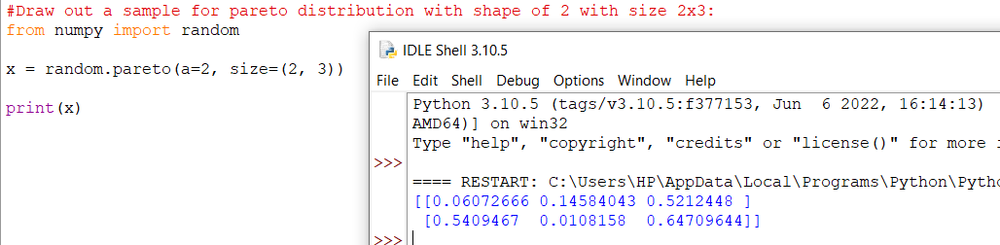 #Draw out a sample for pareto distribution with shape of 2 with size 2x3:
from numpy import random
x = random.pareto(a=2, size=(2, 3))
print(x)
IDLE Shell 3.10.5
File Edit Shell Debug Options Window Help
Python 3.10.5 (tags/v3.10.5:f377153, Jun  6 2022, 16:14:13)
AMD64)] on win32
Type "help", "copyright", "credits" or "license()" for more
>>>
==== RESTART: C:\Users\HP\AppData\Local\Programs\Python\Pytho
[[0.06072666 0.14584043 0.5212448 ]
 [0.5409467  0.0108158  0.64709644]]
>>>